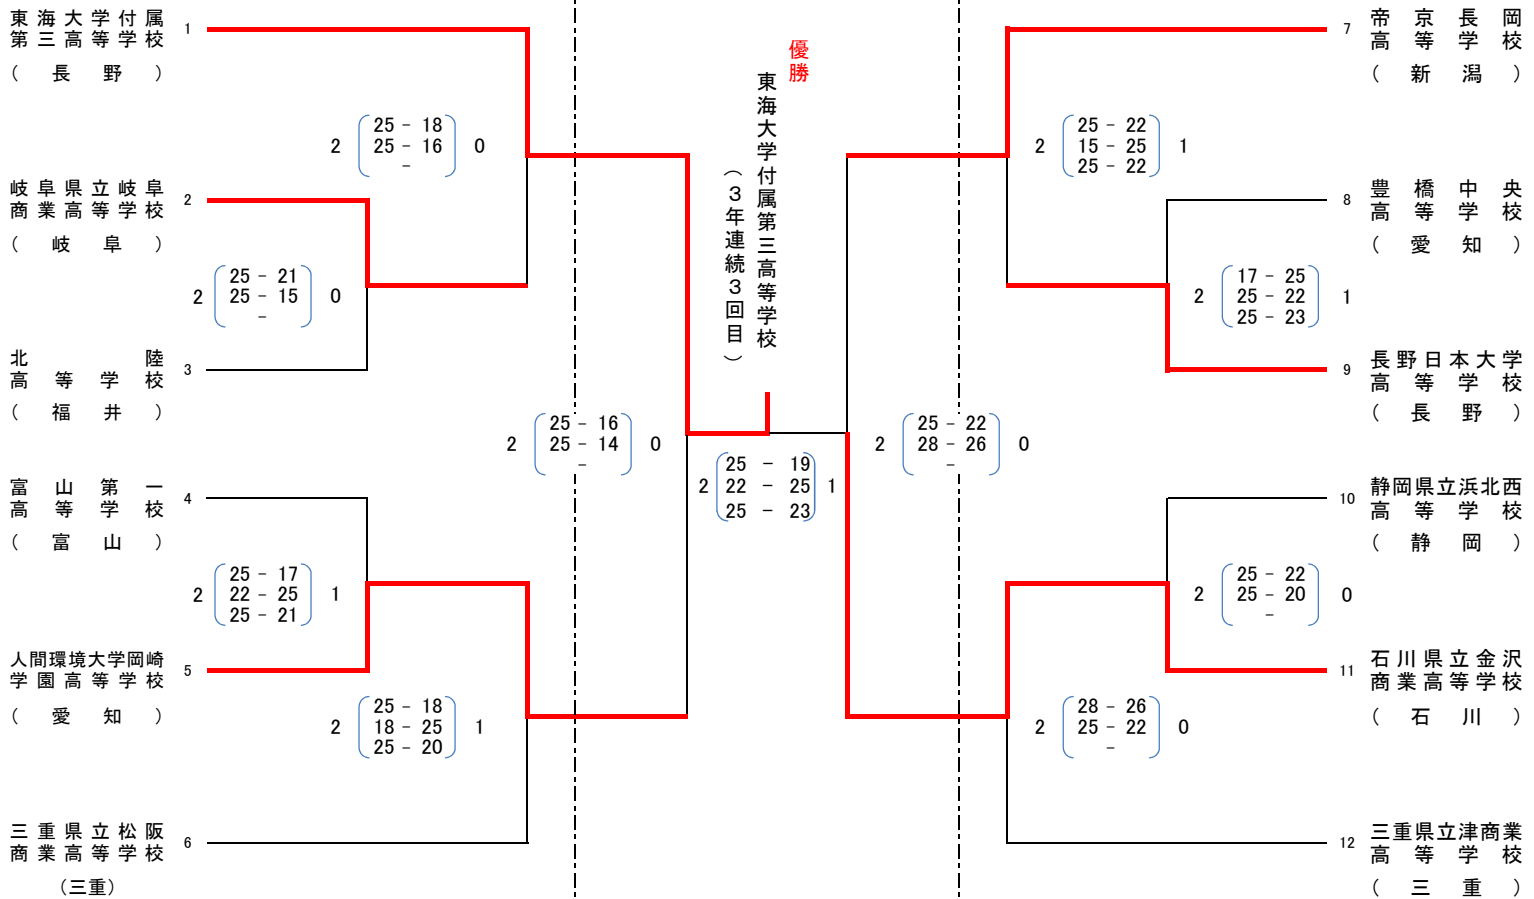 東海大学付属
第三高等学校
（長野）
1
岐阜県立岐阜
商業高等学校
（岐阜）
2
北陸
高等学校
（福井）
3
富山第一
高等学校
（富山）
4
人間環境大学岡崎
学園高等学校
（愛知）
5
三重県立松阪
商業高等学校
（三重）
6
2 25 - 18 0
25 - 16
-
2 25 - 21 0
25 - 15
-
2 25 - 17 1
22 - 25
25 - 21
2 25 - 18 1
18 - 25
25 - 20
2 25 - 16 0
25 - 14
-
優勝
東海大学付属第三高等学校
（３年連続３回目）
2 25 - 19 1
22 - 25
25 - 23
2 25 - 22 0
28 - 26
-
2 25 - 22 1
15 - 25
25 - 22
2 17 - 25 1
25 - 22
25 - 23
2 25 - 22 0
25 - 20
-
2 28 - 26 0
25 - 22
-
7
帝京長岡
高等学校
（新潟）
8
豊橋中央
高等学校
（愛知）
9
長野日本大学
高等学校
（長野）
10
静岡県立浜北西
高等学校
（静岡）
11
石川県立金沢
商業高等学校
（石川）
12
三重県立津商業
高等学校
（三重）